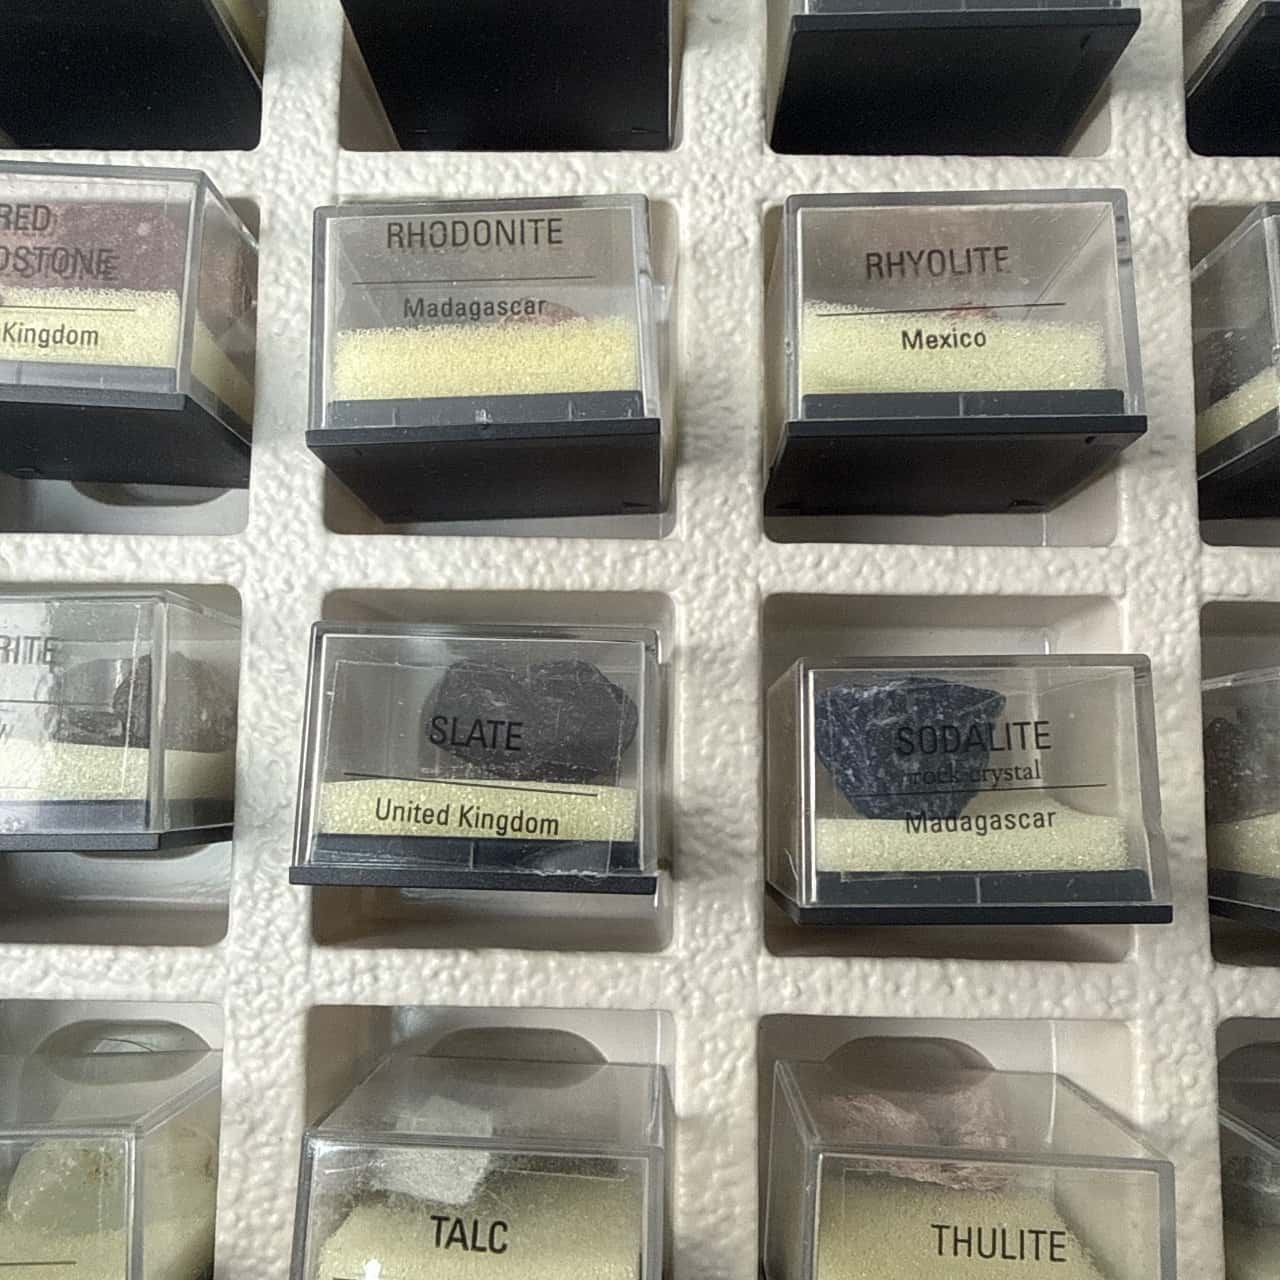 RED
DSTONE
Kingdom
RHODONITE
Madagascar
RHYOLITE
Mexico
RITE
SLATE
United Kingdom
SODALITE
rock crystal
Madagascar
TALC
THULITE